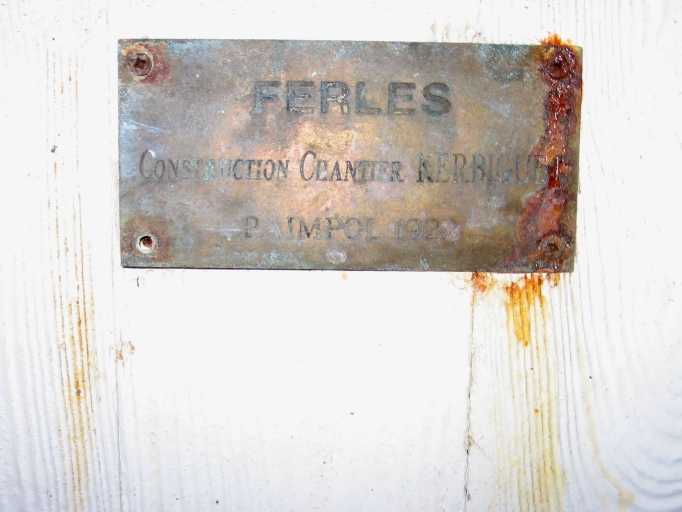 FERLES
CONSTRUCTION CHANTIER
PAIMPOL